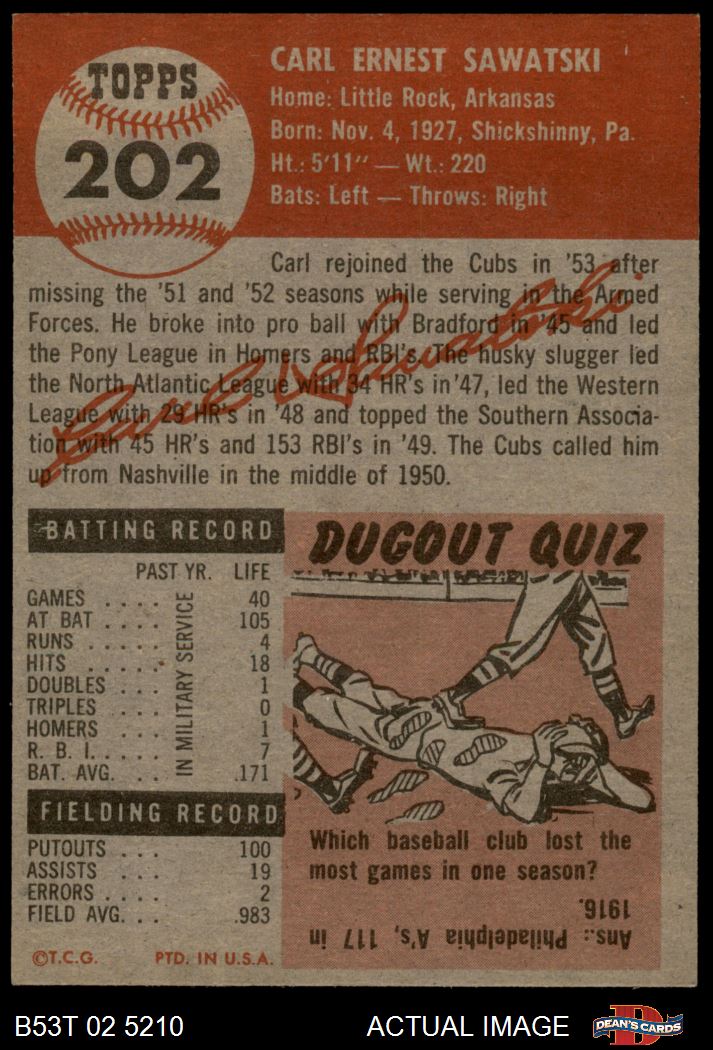 TOPPS
202
CARL ERNEST SAWATSKI
Home: Little Rock, Arkansas
Born: Nov. 4, 1927, Shickshinny, Pa.
Ht.: 5'11" — Wt.: 220
Bats: Left — Throws: Right
Carl rejoined the Cubs in '53 after
missing the '51 and '52 seasons while serving in the Armed
Forces. He broke into pro ball with Bradford in '45 and led
the Pony League in Homers and RBI's. The husky slugger led
the North Atlantic League with 34 HR's in '47, led the Western
League with 29 HR's in '48 and topped the Southern Associa-
tion with 45 HR's and 153 RBI's in '49. The Cubs called him
up from Nashville in the middle of 1950.
Carl Sawatski
BATTING RECORD
PAST YR. LIFE
GAMES .... 40
AT BAT .... 105
RUNS .... 4
HITS ..... 18
DOUBLES ... 1
TRIPLES ... 0
HOMERS ... 1
R. B. I. .... 7
BAT. AVG. ... .171
IN MILITARY SERVICE
FIELDING RECORD
PUTOUTS ... 100
ASSISTS ... 19
ERRORS ... 2
FIELD AVG. ... .983
©T.C.G. PTD. IN U.S.A.
DUGOUT QUIZ
Which baseball club lost the
most games in one season?
Ans.: Philadelphia A's, 117 in
1916.
B53T 02 5210
ACTUAL IMAGE
D
DEAN'S CARDS